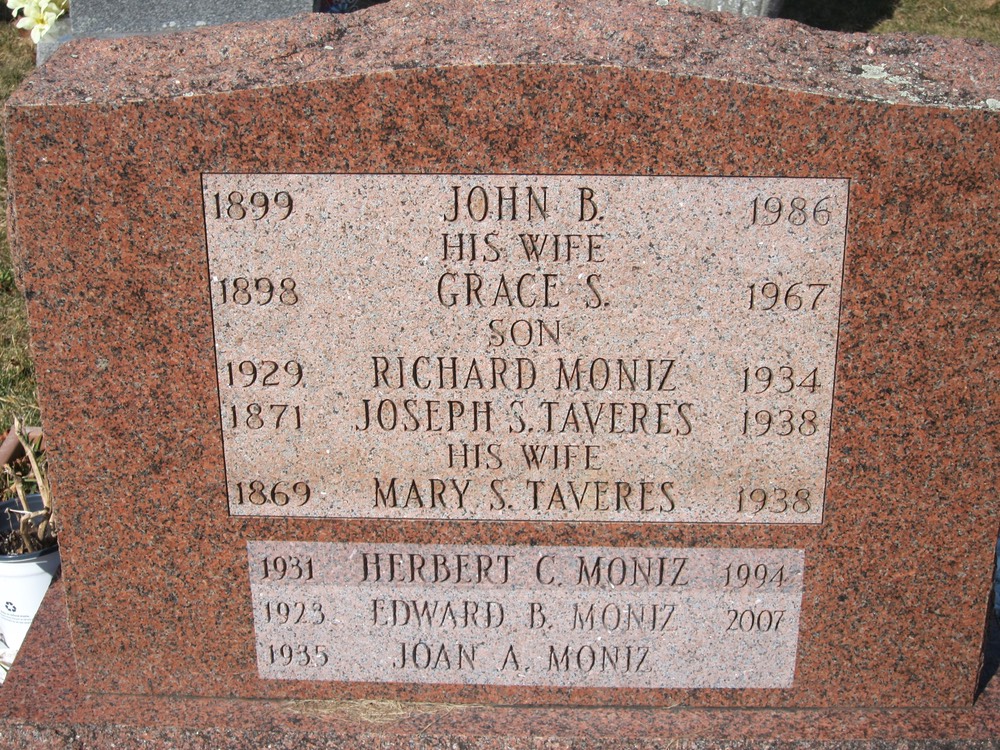 1899 JOHN B. 1986
HIS WIFE
1898 GRACE S. 1967
SON
1929 RICHARD MONIZ 1934
1871 JOSEPH S. TAVERES 1938
HIS WIFE
1869 MARY S. TAVERES 1938
1931 HERBERT C. MONIZ 1994
1923 EDWARD B. MONIZ 2007
1935 JOAN A. MONIZ